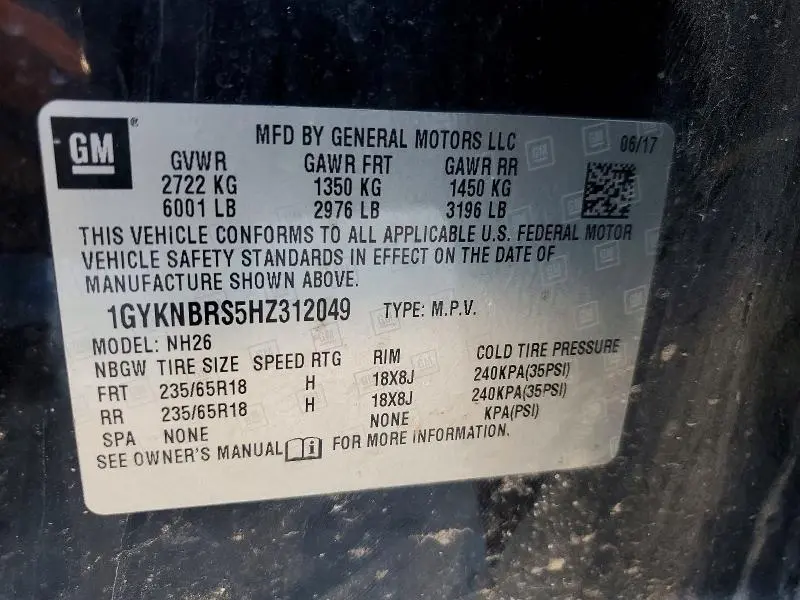 GM ®
MFD BY GENERAL MOTORS LLC 06/17
GVWR GAWR FRT GAWR RR
2722 KG 1350 KG 1450 KG
6001 LB 2976 LB 3196 LB
THIS VEHICLE CONFORMS TO ALL APPLICABLE U.S. FEDERAL MOTOR
VEHICLE SAFETY STANDARDS IN EFFECT ON THE DATE OF
MANUFACTURE SHOWN ABOVE.
1GYKNBRS5HZ312049 TYPE: M.P.V.
MODEL: NH26
NBGW TIRE SIZE SPEED RTG RIM COLD TIRE PRESSURE
FRT 235/65R18 H 18X8J 240KPA(35PSI)
RR 235/65R18 H 18X8J 240KPA(35PSI)
SPA NONE NONE KPA(PSI)
SEE OWNER'S MANUAL i FOR MORE INFORMATION.